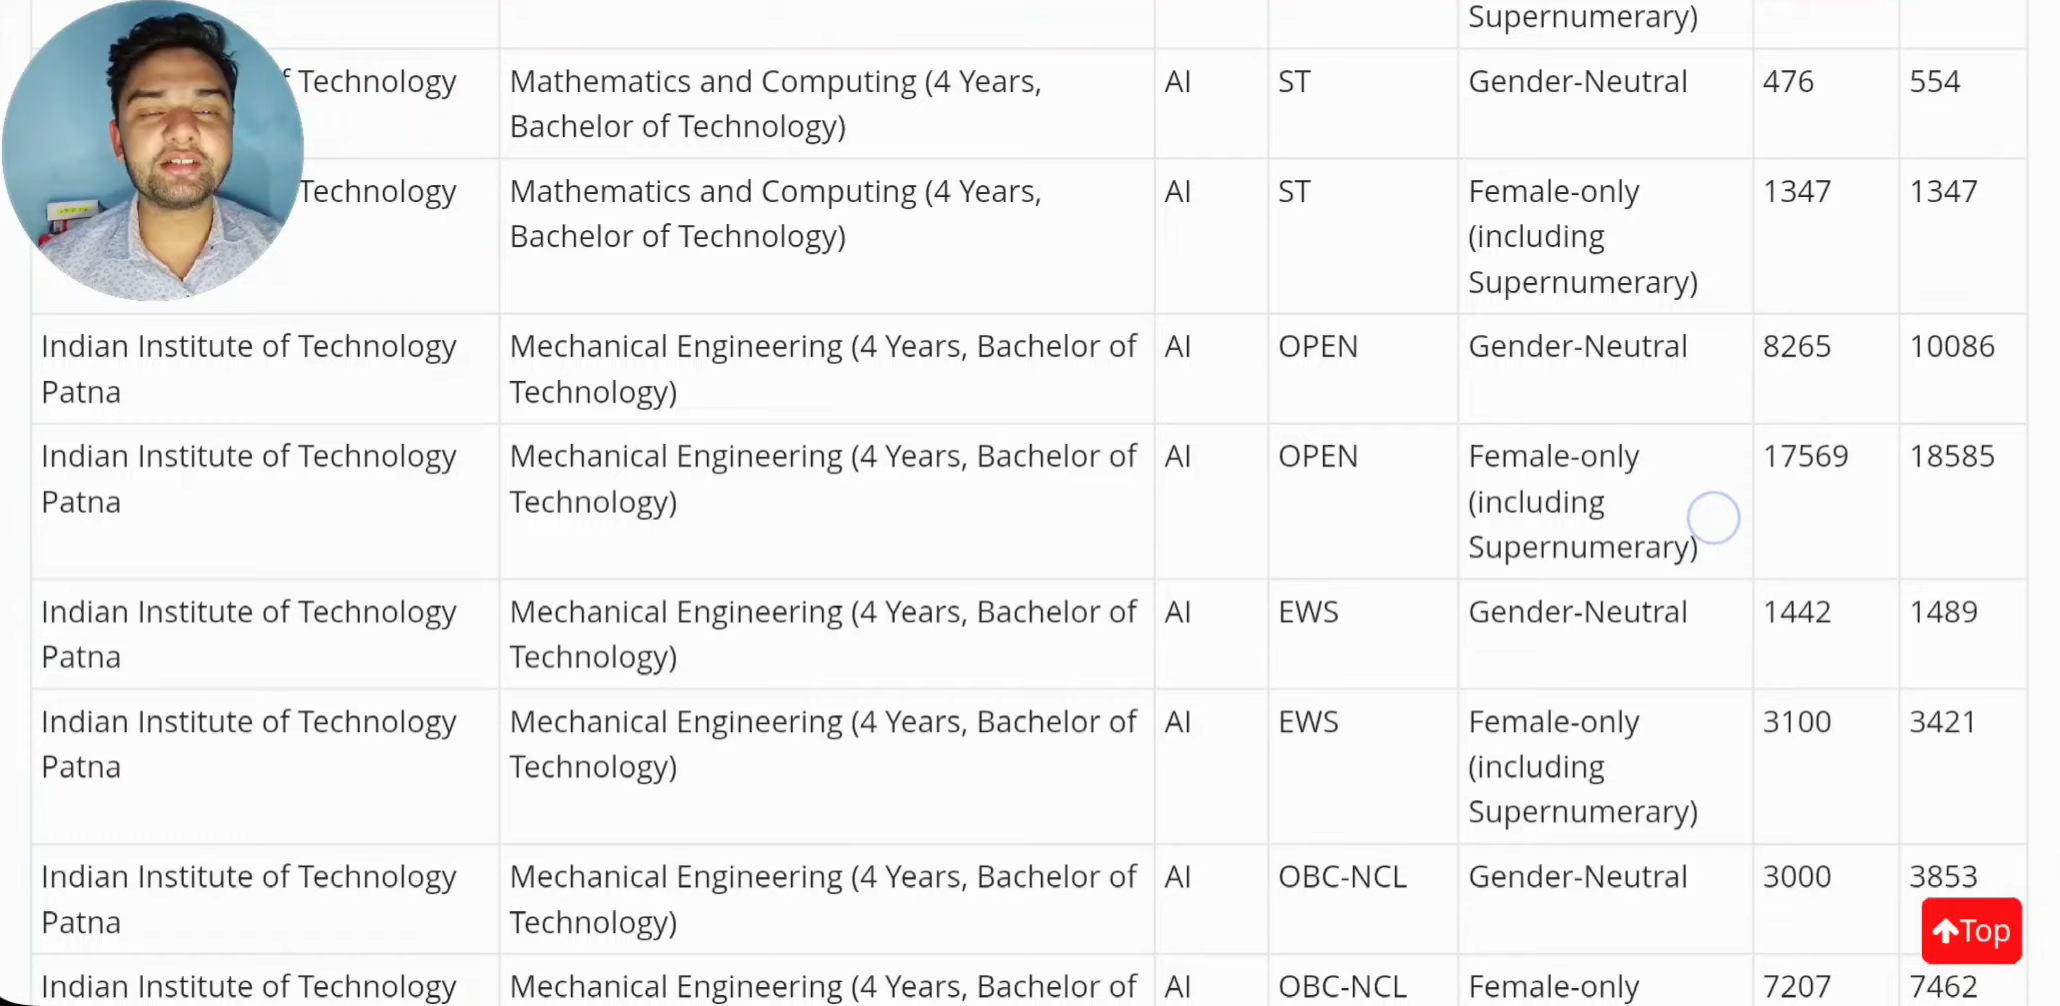 Supernumerary)
Technology Mathematics and Computing (4 Years, AI ST Gender-Neutral 476 554
Bachelor of Technology)
Technology Mathematics and Computing (4 Years, AI ST Female-only 1347 1347
Bachelor of Technology) (including
Supernumerary)
Indian Institute of Technology Mechanical Engineering (4 Years, Bachelor of AI OPEN Gender-Neutral 8265 10086
Patna Technology)
Indian Institute of Technology Mechanical Engineering (4 Years, Bachelor of AI OPEN Female-only 17569 18585
Patna Technology) (including
Supernumerary)
Indian Institute of Technology Mechanical Engineering (4 Years, Bachelor of AI EWS Gender-Neutral 1442 1489
Patna Technology)
Indian Institute of Technology Mechanical Engineering (4 Years, Bachelor of AI EWS Female-only 3100 3421
Patna Technology) (including
Supernumerary)
Indian Institute of Technology Mechanical Engineering (4 Years, Bachelor of AI OBC-NCL Gender-Neutral 3000 3853
Patna Technology)
Top
Indian Institute of Technology Mechanical Engineering (4 Years, Bachelor of AI OBC-NCL Female-only 7207 7462